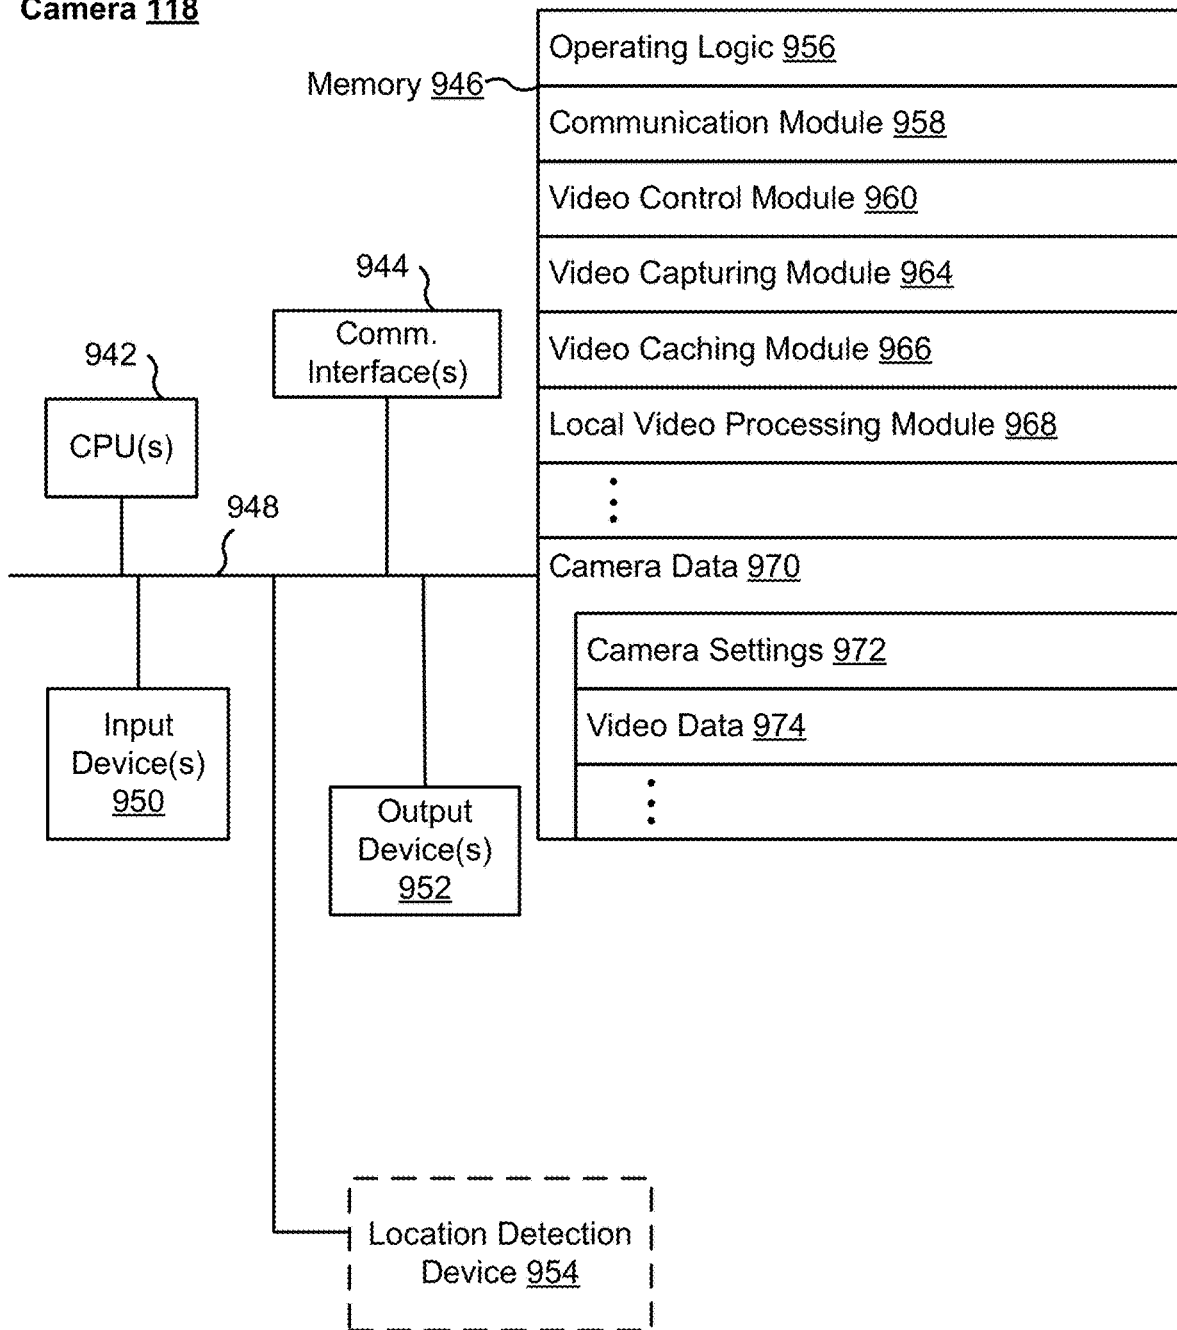 Camera 118
Operating Logic 956
Memory 946
Communication Module 958
Video Control Module 960
944
Video Capturing Module 964
Comm.
Interface(s)
942
Video Caching Module 966
CPU(s)
Local Video Processing Module 968
948
Camera Data 970
Camera Settings 972
Input
Device(s)
950
Video Data 974
Output
Device(s)
952
Location Detection
Device 954